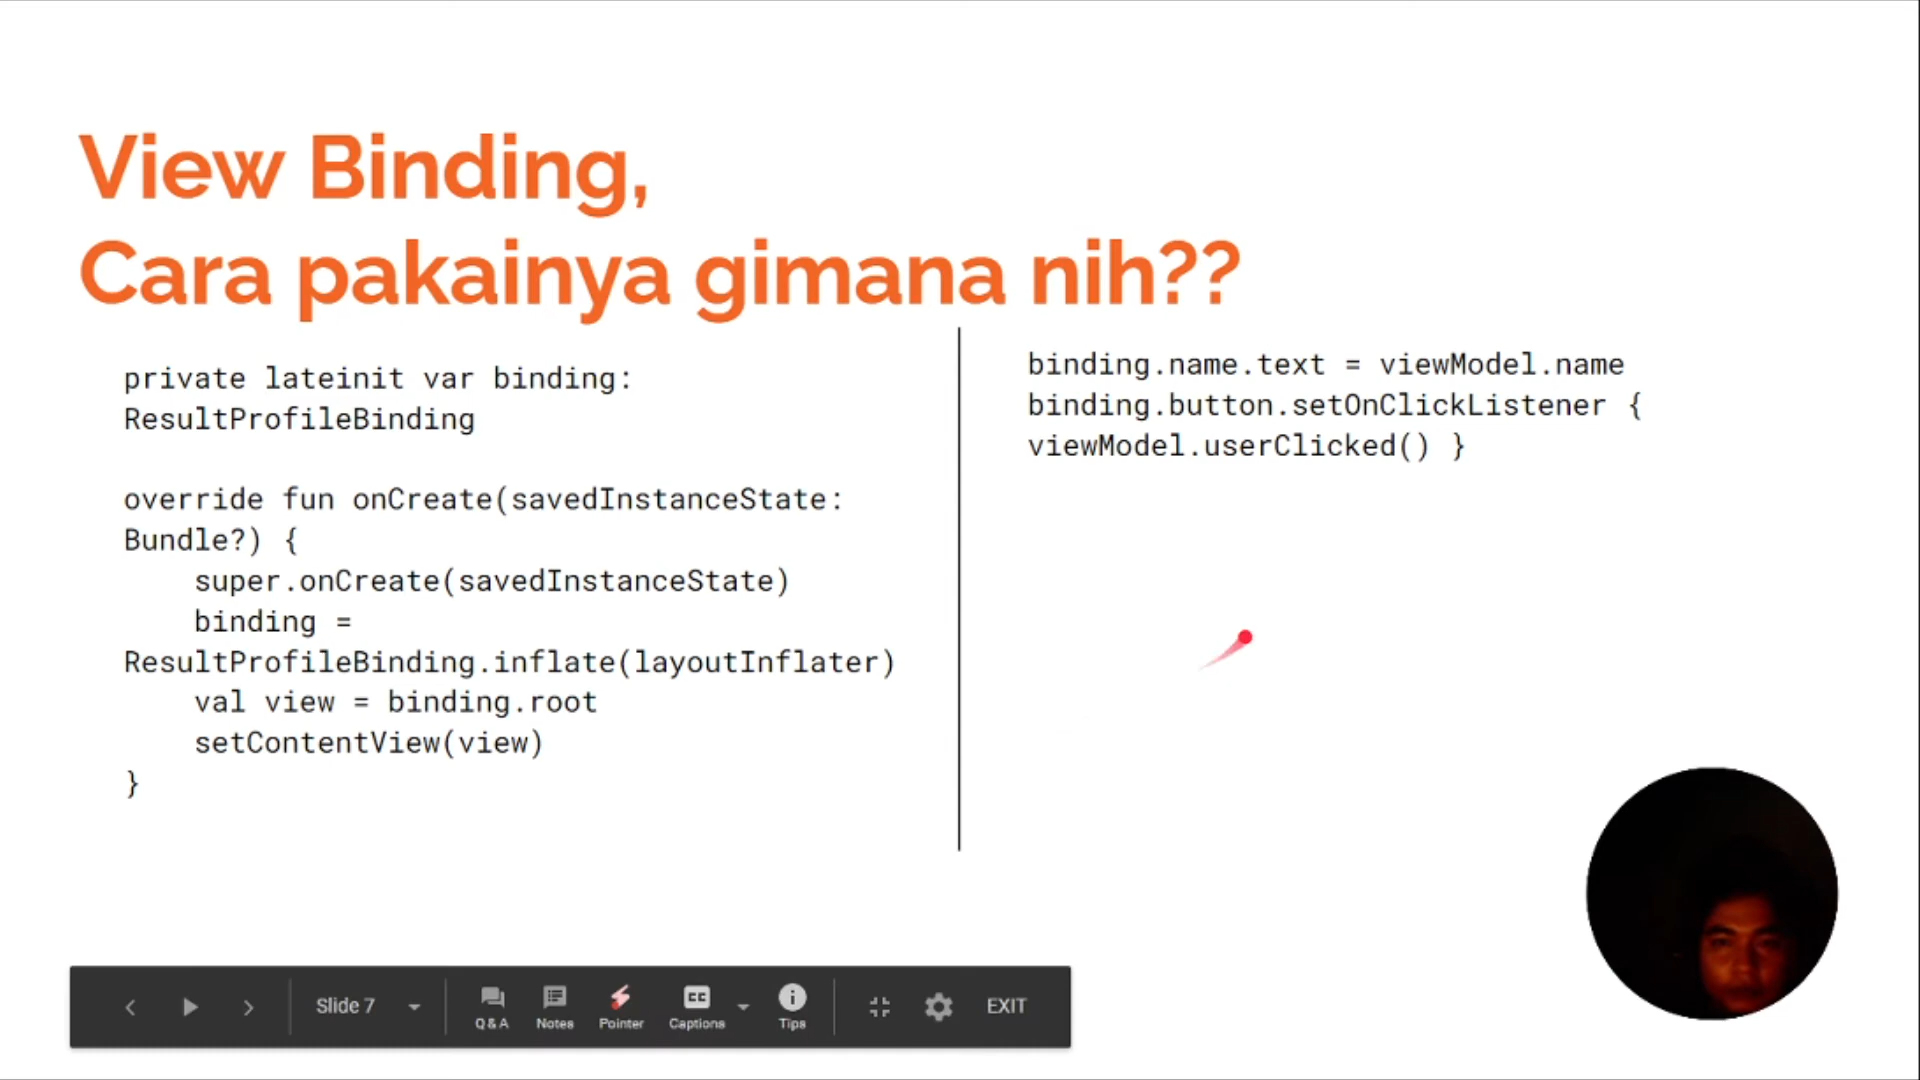 View Binding,
Cara pakainya gimana nih??
private lateinit var binding:
ResultProfileBinding
override fun onCreate(savedInstanceState:
Bundle?) {
super.onCreate(savedInstanceState)
binding =
ResultProfileBinding.inflate(layoutInflater)
val view = binding.root
setContentView(view)
}
binding.name.text = viewModel.name
binding.button.setOnClickListener {
viewModel.userClicked() }
Slide 7
Q&A
Notes
Pointer
CC
Captions
Tips
EXIT